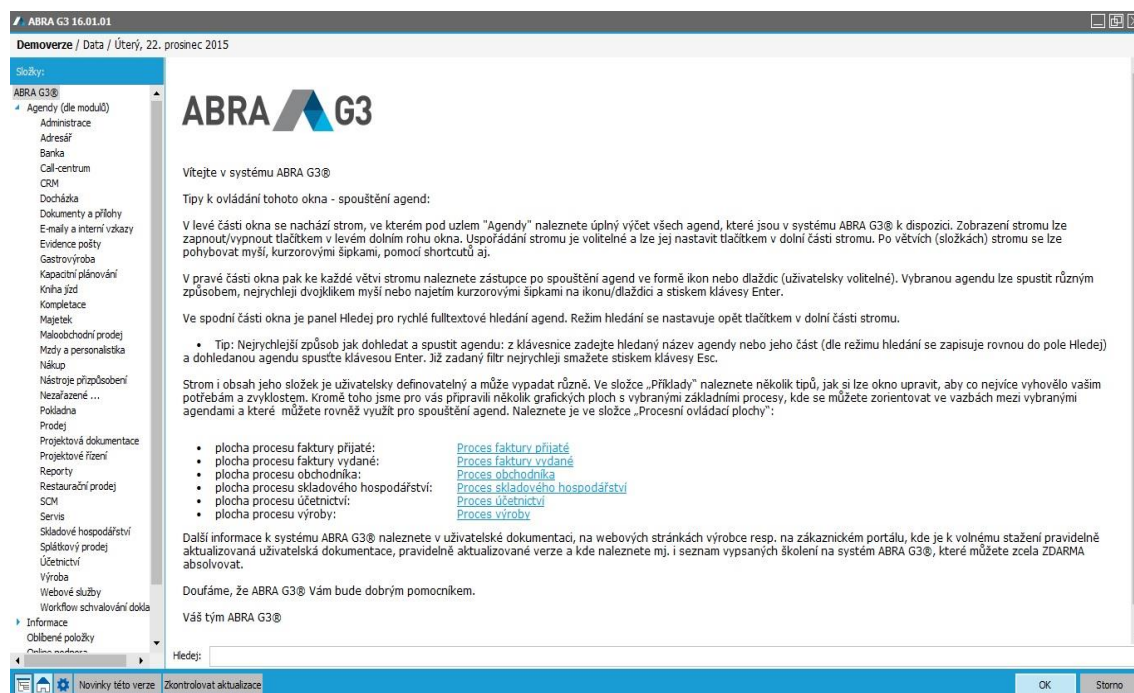 ABRA G3 16.01.01
Demoverze / Data / Úterý, 22. prosinec 2015
Složky:
ABRA G3®
Agendy (dle modulů)
Administrace
Adresář
Banka
Call-centrum
CRM
Docházka
Dokumenty a přílohy
E-maily a interní vzkazy
Evidence pošty
Gastrovýroba
Kapacitní plánování
Kniha jízd
Kompletace
Majetek
Maloobchodní prodej
Mzdy a personalistika
Nákup
Nástroje přizpůsobení
Nezařazené ...
Pokladna
Prodej
Projektová dokumentace
Projektové řízení
Reporty
Restaurační prodej
SCM
Servis
Skladové hospodářství
Splátkový prodej
Účetnictví
Výroba
Webové služby
Workflow schvalování dokla
Informace
Oblíbené položky
Online podpora
ABRA G3
Vítejte v systému ABRA G3®
Tipy k ovládání tohoto okna - spouštění agend:
V levé části okna se nachází strom, ve kterém pod uzlem "Agendy" naleznete úplný výčet všech agend, které jsou v systému ABRA G3® k dispozici. Zobrazení stromu lze
zapnout/vypnout tlačítkem v levém dolním rohu okna. Uspořádání stromu je volitelné a lze jej nastavit tlačítkem v dolní části stromu. Po větvích (složkách) stromu se lze
pohybovat myší, kurzorovými šipkami, pomocí shortcutů aj.
V pravé části okna pak ke každé větvi stromu naleznete zástupce po spouštění agend ve formě ikon nebo dlaždic (uživatelsky volitelné). Vybranou agendu lze spustit různým
způsobem, nejrychleji dvojklikem myší nebo najetím kurzorovými šipkami na ikonu/dlaždici a stiskem klávesy Enter.
Ve spodní části okna je panel Hledej pro rychlé fulltextové hledání agend. Režim hledání se nastavuje opět tlačítkem v dolní části stromu.
• Tip: Nejrychlejší způsob jak dohledat a spustit agendu: z klávesnice zadejte hledaný název agendy nebo jeho část (dle režimu hledání se zapisuje rovnou do pole Hledej)
a dohledanou agendu spusťte klávesou Enter. Již zadaný filtr nejrychleji smažete stiskem klávesy Esc.
Strom i obsah jeho složek je uživatelsky definovatelný a může vypadat různě. Ve složce „Příklady" naleznete několik tipů, jak si lze okno upravit, aby co nejvíce vyhovělo vašim
potřebám a zvyklostem. Kromě toho jsme pro vás připravili několik grafických ploch s vybranými základními procesy, kde se můžete zorientovat ve vazbách mezi vybranými
agendami a které můžete rovněž využít pro spouštění agend. Naleznete je ve složce „Procesní ovládací plochy":
• plocha procesu faktury přijaté: Proces faktury přijaté
• plocha procesu faktury vydané: Proces faktury vydané
• plocha procesu obchodníka: Proces obchodníka
• plocha procesu skladového hospodářství: Proces skladového hospodářství
• plocha procesu účetnictví: Proces účetnictví
• plocha procesu výroby: Proces výroby
Další informace k systému ABRA G3® naleznete v uživatelské dokumentaci, na webových stránkách výrobce resp. na zákaznickém portálu, kde je k volnému stažení pravidelně
aktualizovaná uživatelská dokumentace, pravidelně aktualizované verze a kde naleznete mj. i seznam vypsaných školení na systém ABRA G3®, které můžete zcela ZDARMA
absolvovat.
Doufáme, že ABRA G3® Vám bude dobrým pomocníkem.
Váš tým ABRA G3®
Hledej:
Novinky této verze
Zkontrolovat aktualizace
OK
Storno